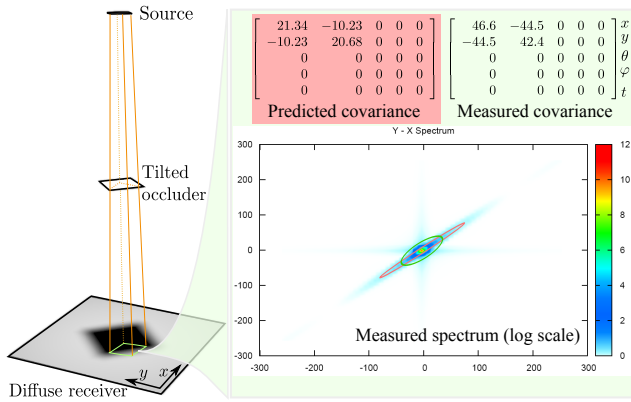 Source
Tilted
occluder
y x
Diffuse receiver
21.34 −10.23 0 0 0
−10.23 20.68 0 0 0
0 0 0 0 0
0 0 0 0 0
0 0 0 0 0
Predicted covariance
46.6 −44.5 0 0 0 x
−44.5 42.4 0 0 0 y
0 0 0 0 0 θ
0 0 0 0 0 φ
0 0 0 0 0 t
Measured covariance
Y - X Spectrum
300
200
100
0
-100
-200
-300
-300 -200 -100 0 100 200 300
Measured spectrum (log scale)
12
10
8
6
4
2
0